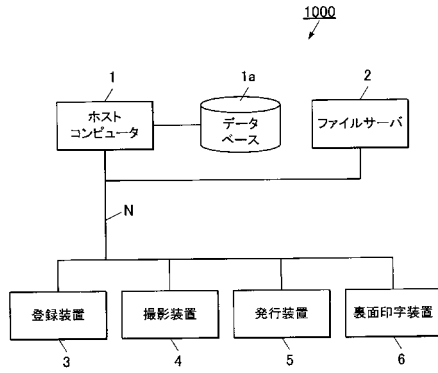 1000
1
1a
2
ホスト
コンピュータ
データ
ベース
ファイルサーバ
N
登録装置
撮影装置
発行装置
裏面印字装置
3
4
5
6